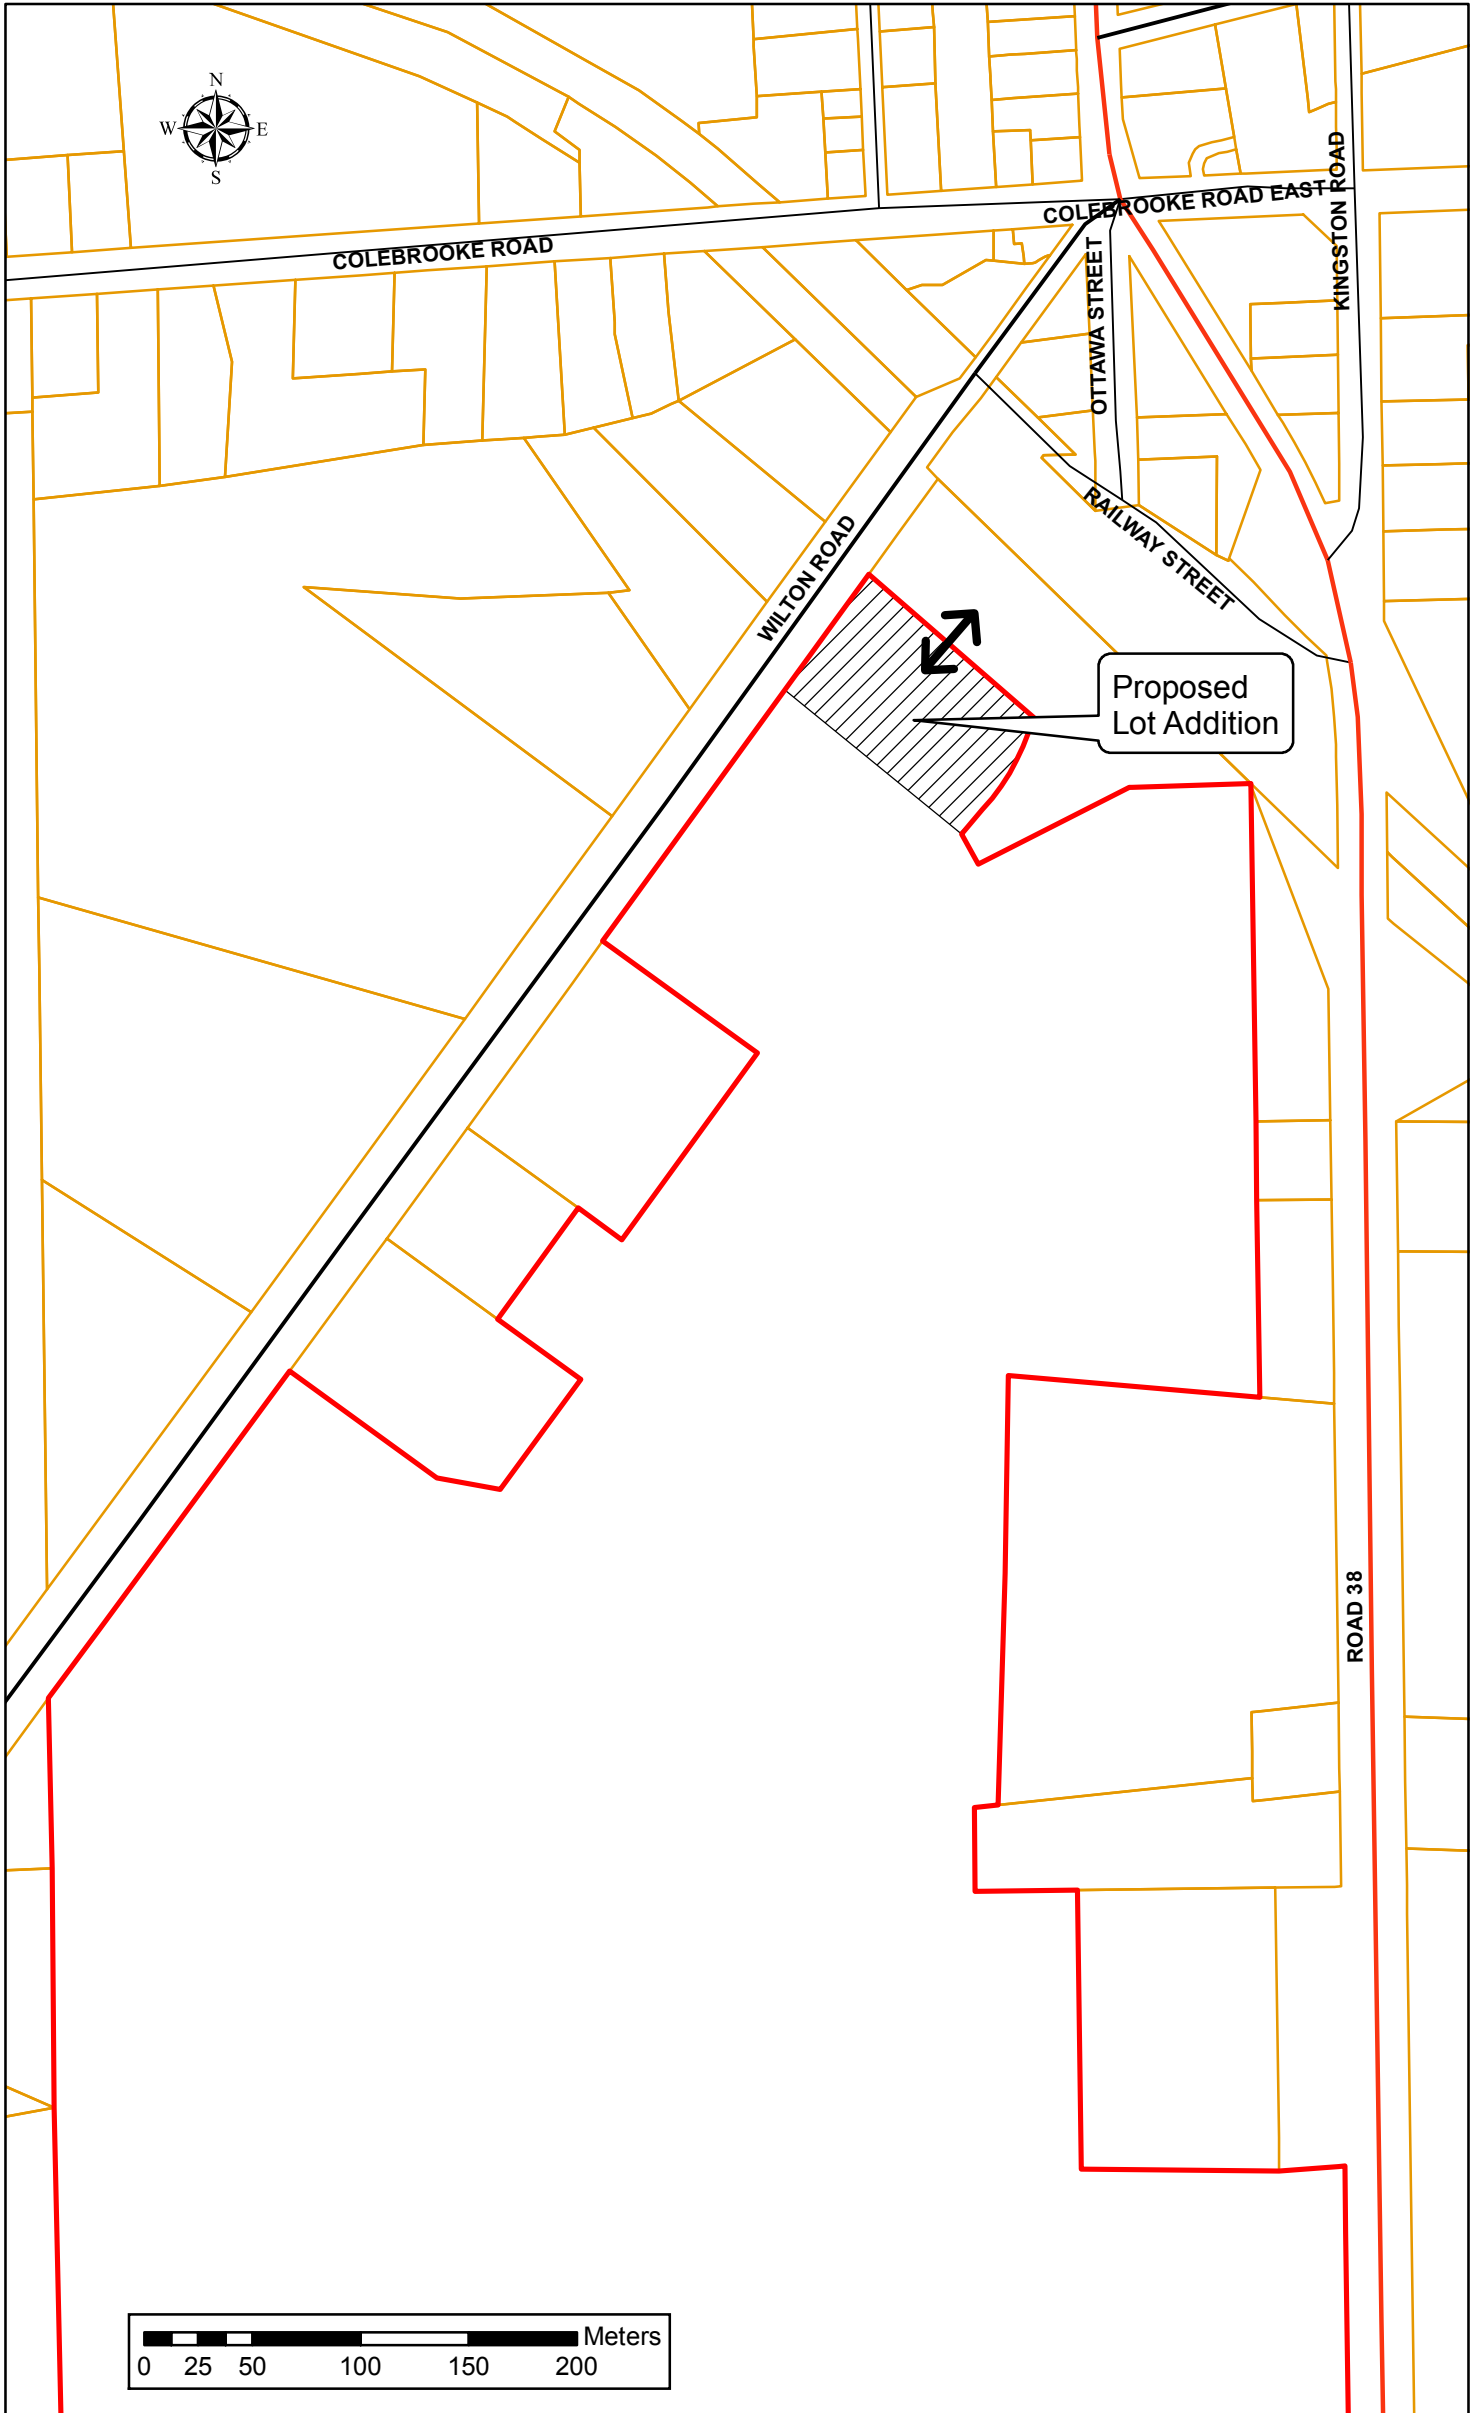 N
W E
S
COLEBROOKE ROAD
COLEBROOKE ROAD EAST
KINGSTON ROAD
OTTAWA STREET
RAILWAY STREET
WILTON ROAD
Proposed
Lot Addition
ROAD 38
Meters
0 25 50 100 150 200